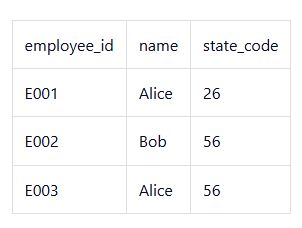 employee_id name state_code
E001 Alice 26
E002 Bob 56
E003 Alice 56